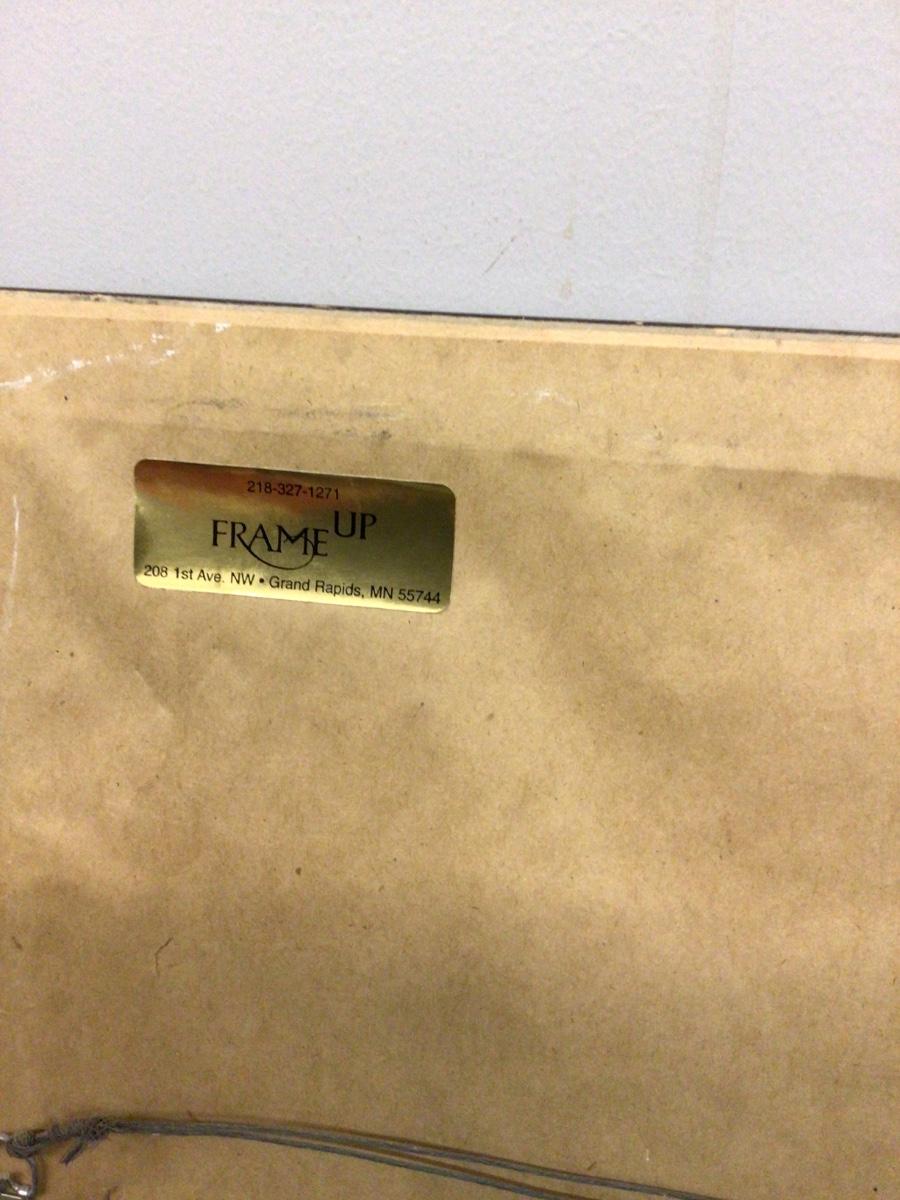 218-327-1271
FRAME UP
208 1st Ave. NW • Grand Rapids, MN 55744